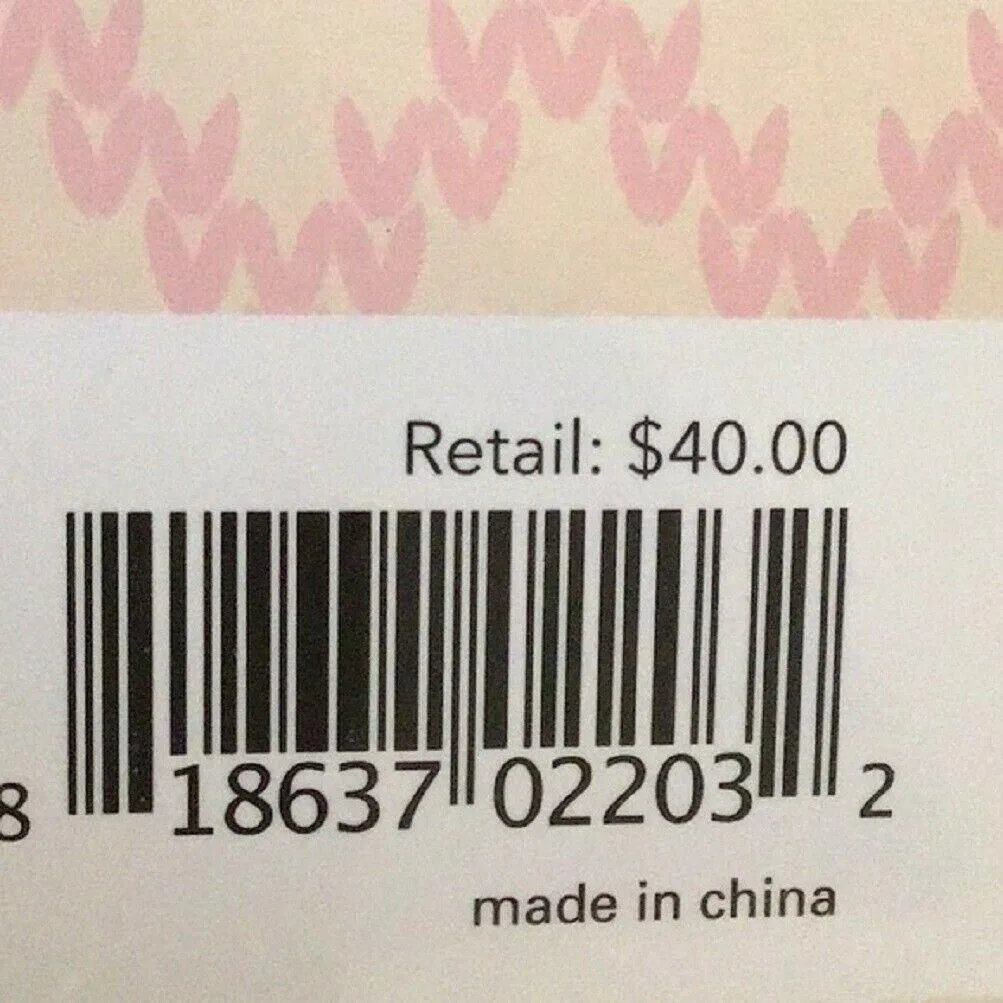 Retail: $40.00
8 18637 02203 2
made in china